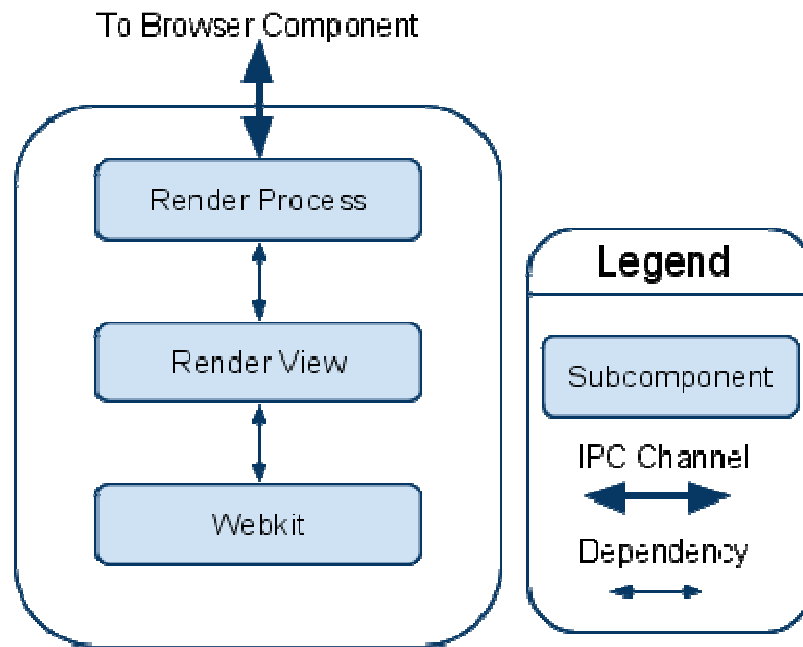 To Browser Component
Render Process
Render View
Webkit
Legend
Subcomponent
IPC Channel
Dependency